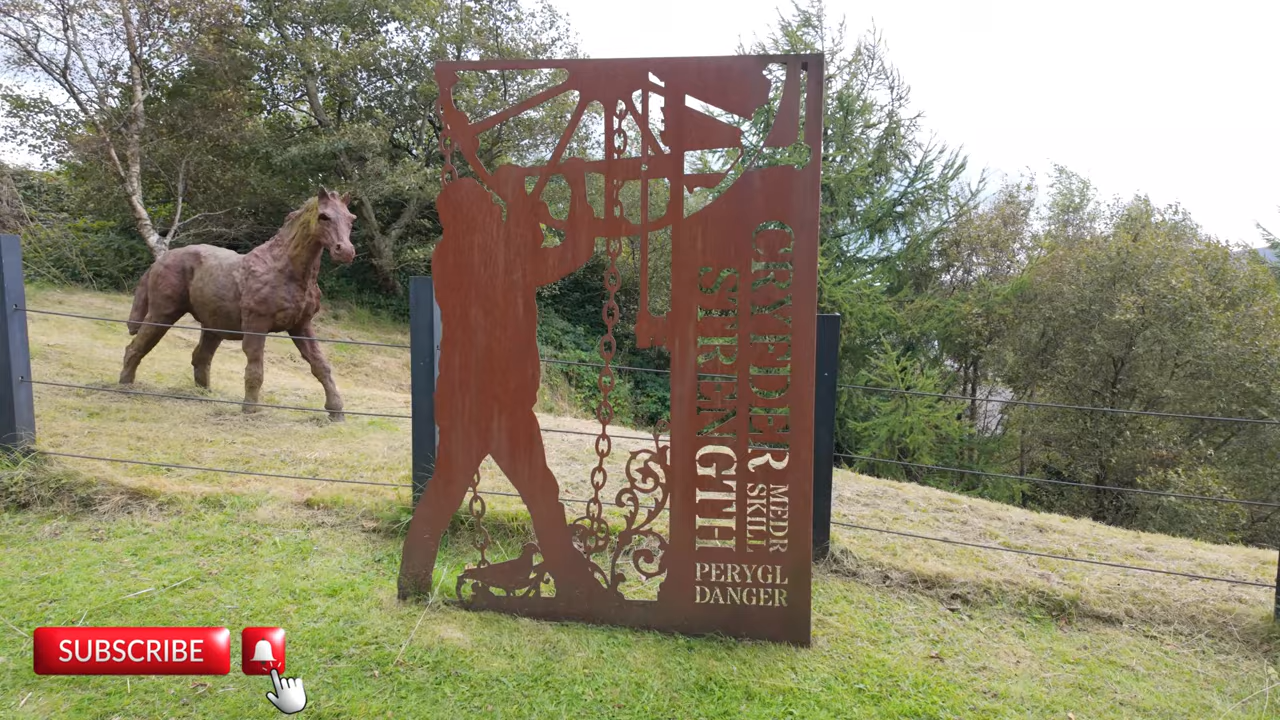 CRYFDER
STRENGTH
MEDR
SKILL
PERYGL
DANGER
SUBSCRIBE